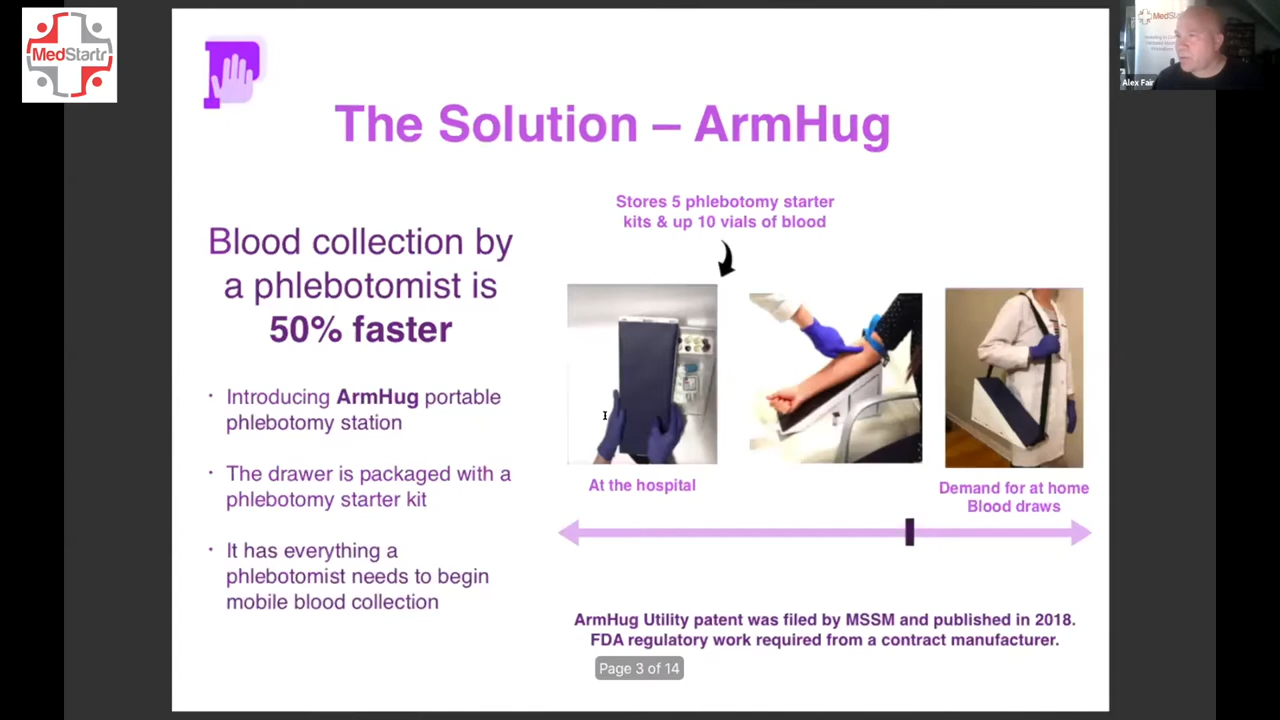 MedStartr
MedStartr
Alex Fair
The Solution – ArmHug
Stores 5 phlebotomy starter
kits & up 10 vials of blood
Blood collection by
a phlebotomist is
50% faster
· Introducing ArmHug portable
phlebotomy station
· The drawer is packaged with a
phlebotomy starter kit
· It has everything a
phlebotomist needs to begin
mobile blood collection
At the hospital
Demand for at home
Blood draws
ArmHug Utility patent was filed by MSSM and published in 2018.
FDA regulatory work required from a contract manufacturer.
Page 3 of 14